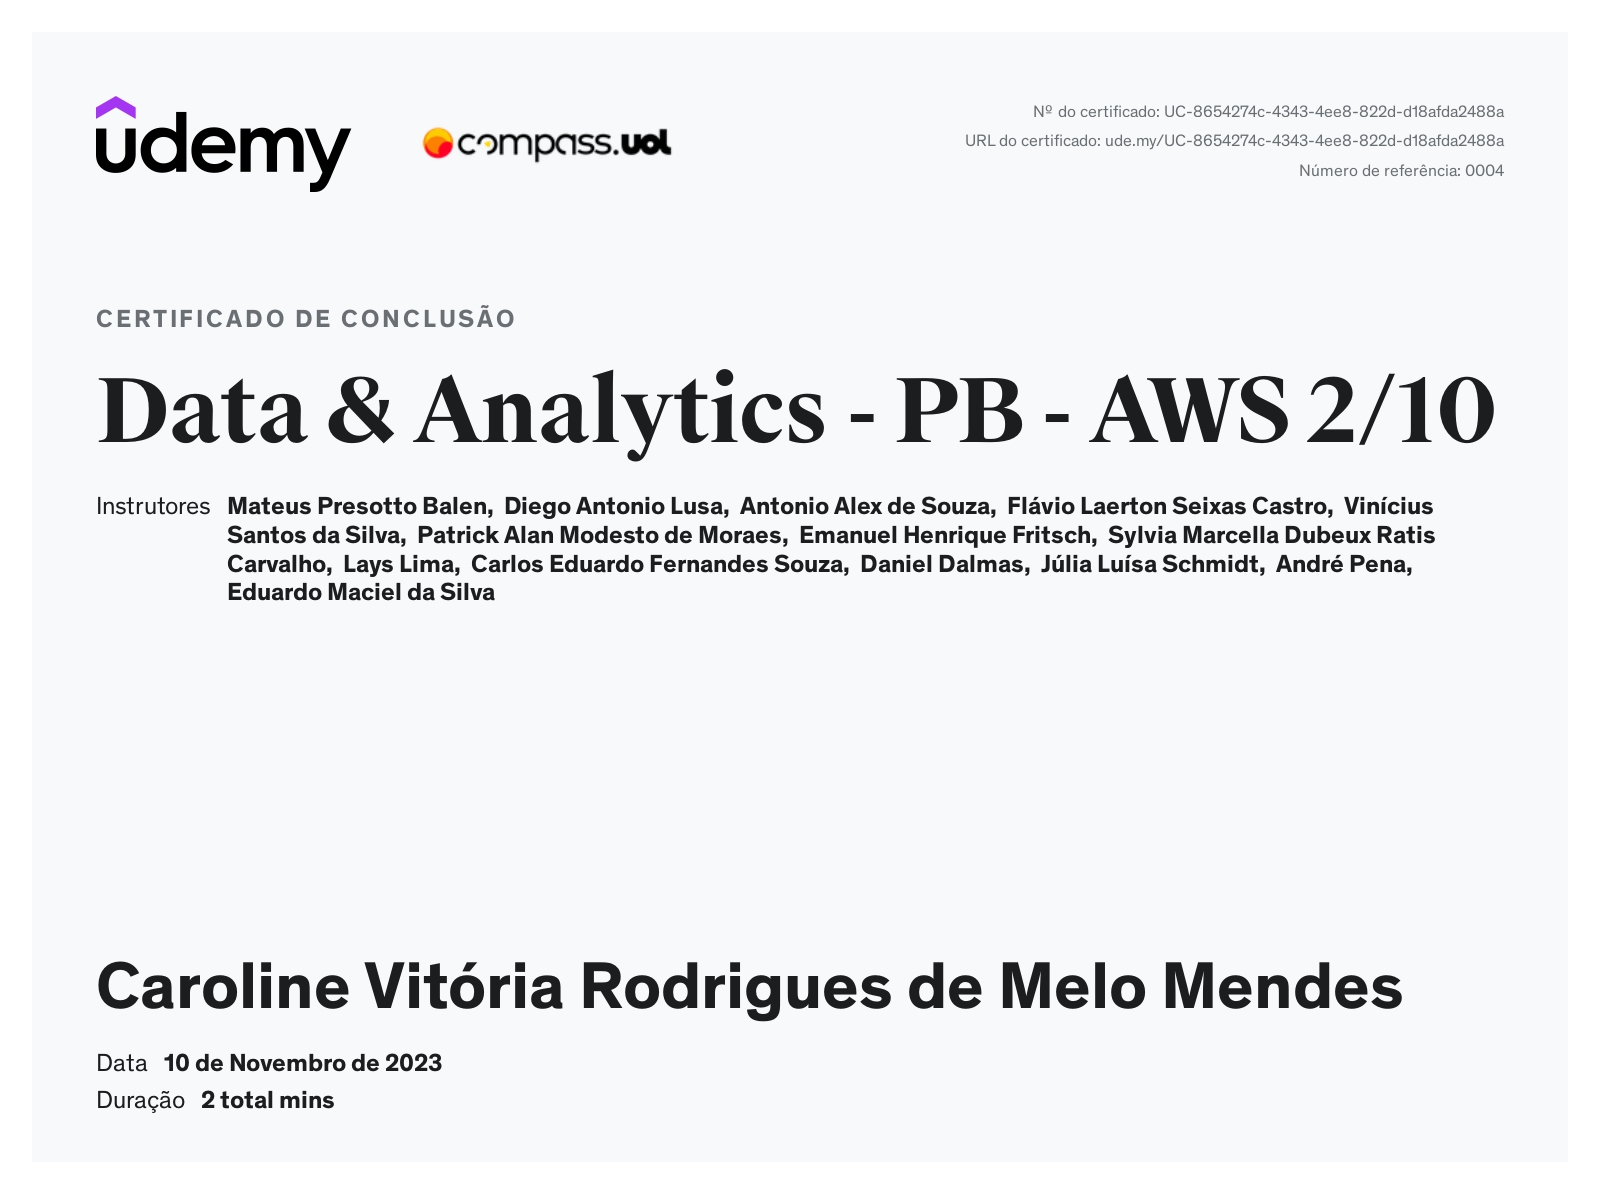 udemy
compass.uol
Nº do certificado: UC-8654274c-4343-4ee8-822d-d18afda2488a
URL do certificado: ude.my/UC-8654274c-4343-4ee8-822d-d18afda2488a
Número de referência: 0004
CERTIFICADO DE CONCLUSÃO
Data & Analytics - PB - AWS 2/10
Instrutores Mateus Presotto Balen, Diego Antonio Lusa, Antonio Alex de Souza, Flávio Laerton Seixas Castro, Vinícius
Santos da Silva, Patrick Alan Modesto de Moraes, Emanuel Henrique Fritsch, Sylvia Marcella Dubeux Ratis
Carvalho, Lays Lima, Carlos Eduardo Fernandes Souza, Daniel Dalmas, Júlia Luísa Schmidt, André Pena,
Eduardo Maciel da Silva
Caroline Vitória Rodrigues de Melo Mendes
Data 10 de Novembro de 2023
Duração 2 total mins